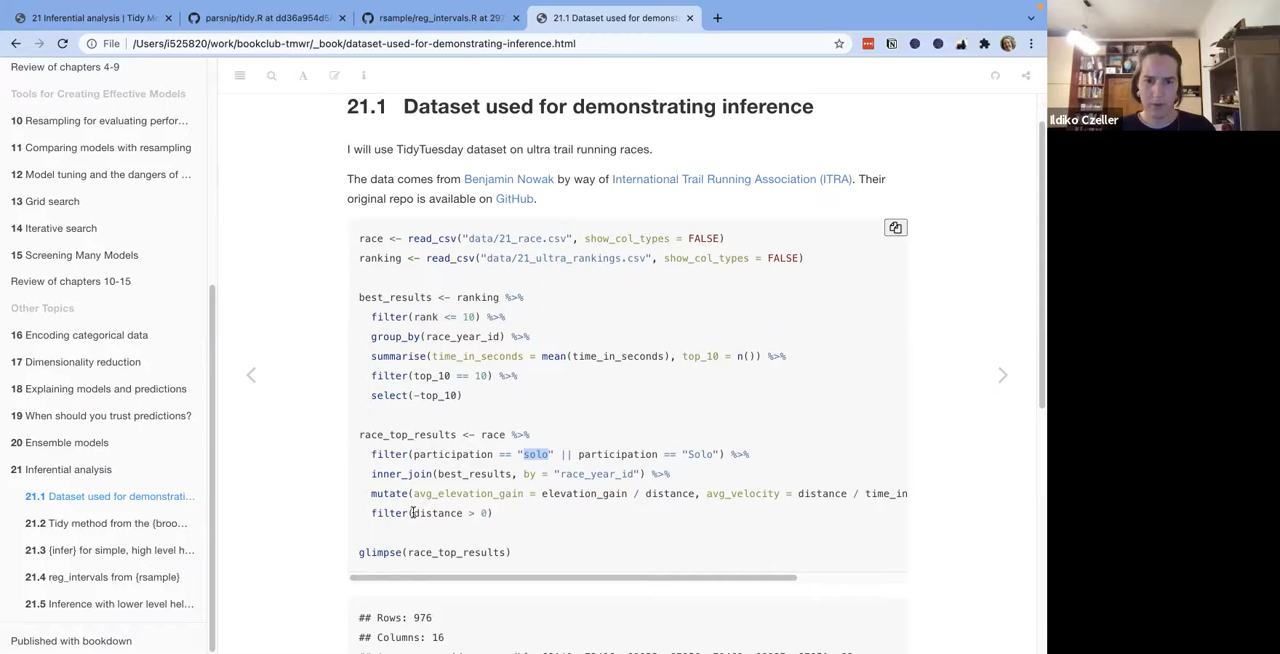 21 Inferential analysis | Tidy M
parsnip/tidy.R at dd36a954d5
rsample/reg_intervals.R at 297
21.1 Dataset used for demonst
File
/Users/i525820/work/bookclub-tmwr/_book/dataset-used-for-demonstrating-inference.html
Review of chapters 4-9
Tools for Creating Effective Models
10 Resampling for evaluating perfor…
11 Comparing models with resampling
12 Model tuning and the dangers of …
13 Grid search
14 Iterative search
15 Screening Many Models
Review of chapters 10-15
Other Topics
16 Encoding categorical data
17 Dimensionality reduction
18 Explaining models and predictions
19 When should you trust predictions?
20 Ensemble models
21 Inferential analysis
21.1 Dataset used for demonstrati…
21.2 Tidy method from the {broo…
21.3 {infer} for simple, high level h…
21.4 reg_intervals from {rsample}
21.5 Inference with lower level hel…
Published with bookdown
A
21.1 Dataset used for demonstrating inference
I will use TidyTuesday dataset on ultra trail running races.
The data comes from Benjamin Nowak by way of International Trail Running Association (ITRA). Their
original repo is available on GitHub.
race <- read_csv("data/21_race.csv", show_col_types = FALSE)
ranking <- read_csv("data/21_ultra_rankings.csv", show_col_types = FALSE)
best_results <- ranking %>%
filter(rank <= 10) %>%
group_by(race_year_id) %>%
summarise(time_in_seconds = mean(time_in_seconds), top_10 = n()) %>%
filter(top_10 == 10) %>%
select(-top_10)
race_top_results <- race %>%
filter(participation == "solo" || participation == "Solo") %>%
inner_join(best_results, by = "race_year_id") %>%
mutate(avg_elevation_gain = elevation_gain / distance, avg_velocity = distance / time_in
filter(distance > 0)
glimpse(race_top_results)
## Rows: 976
## Columns: 16
Ildiko Czeller